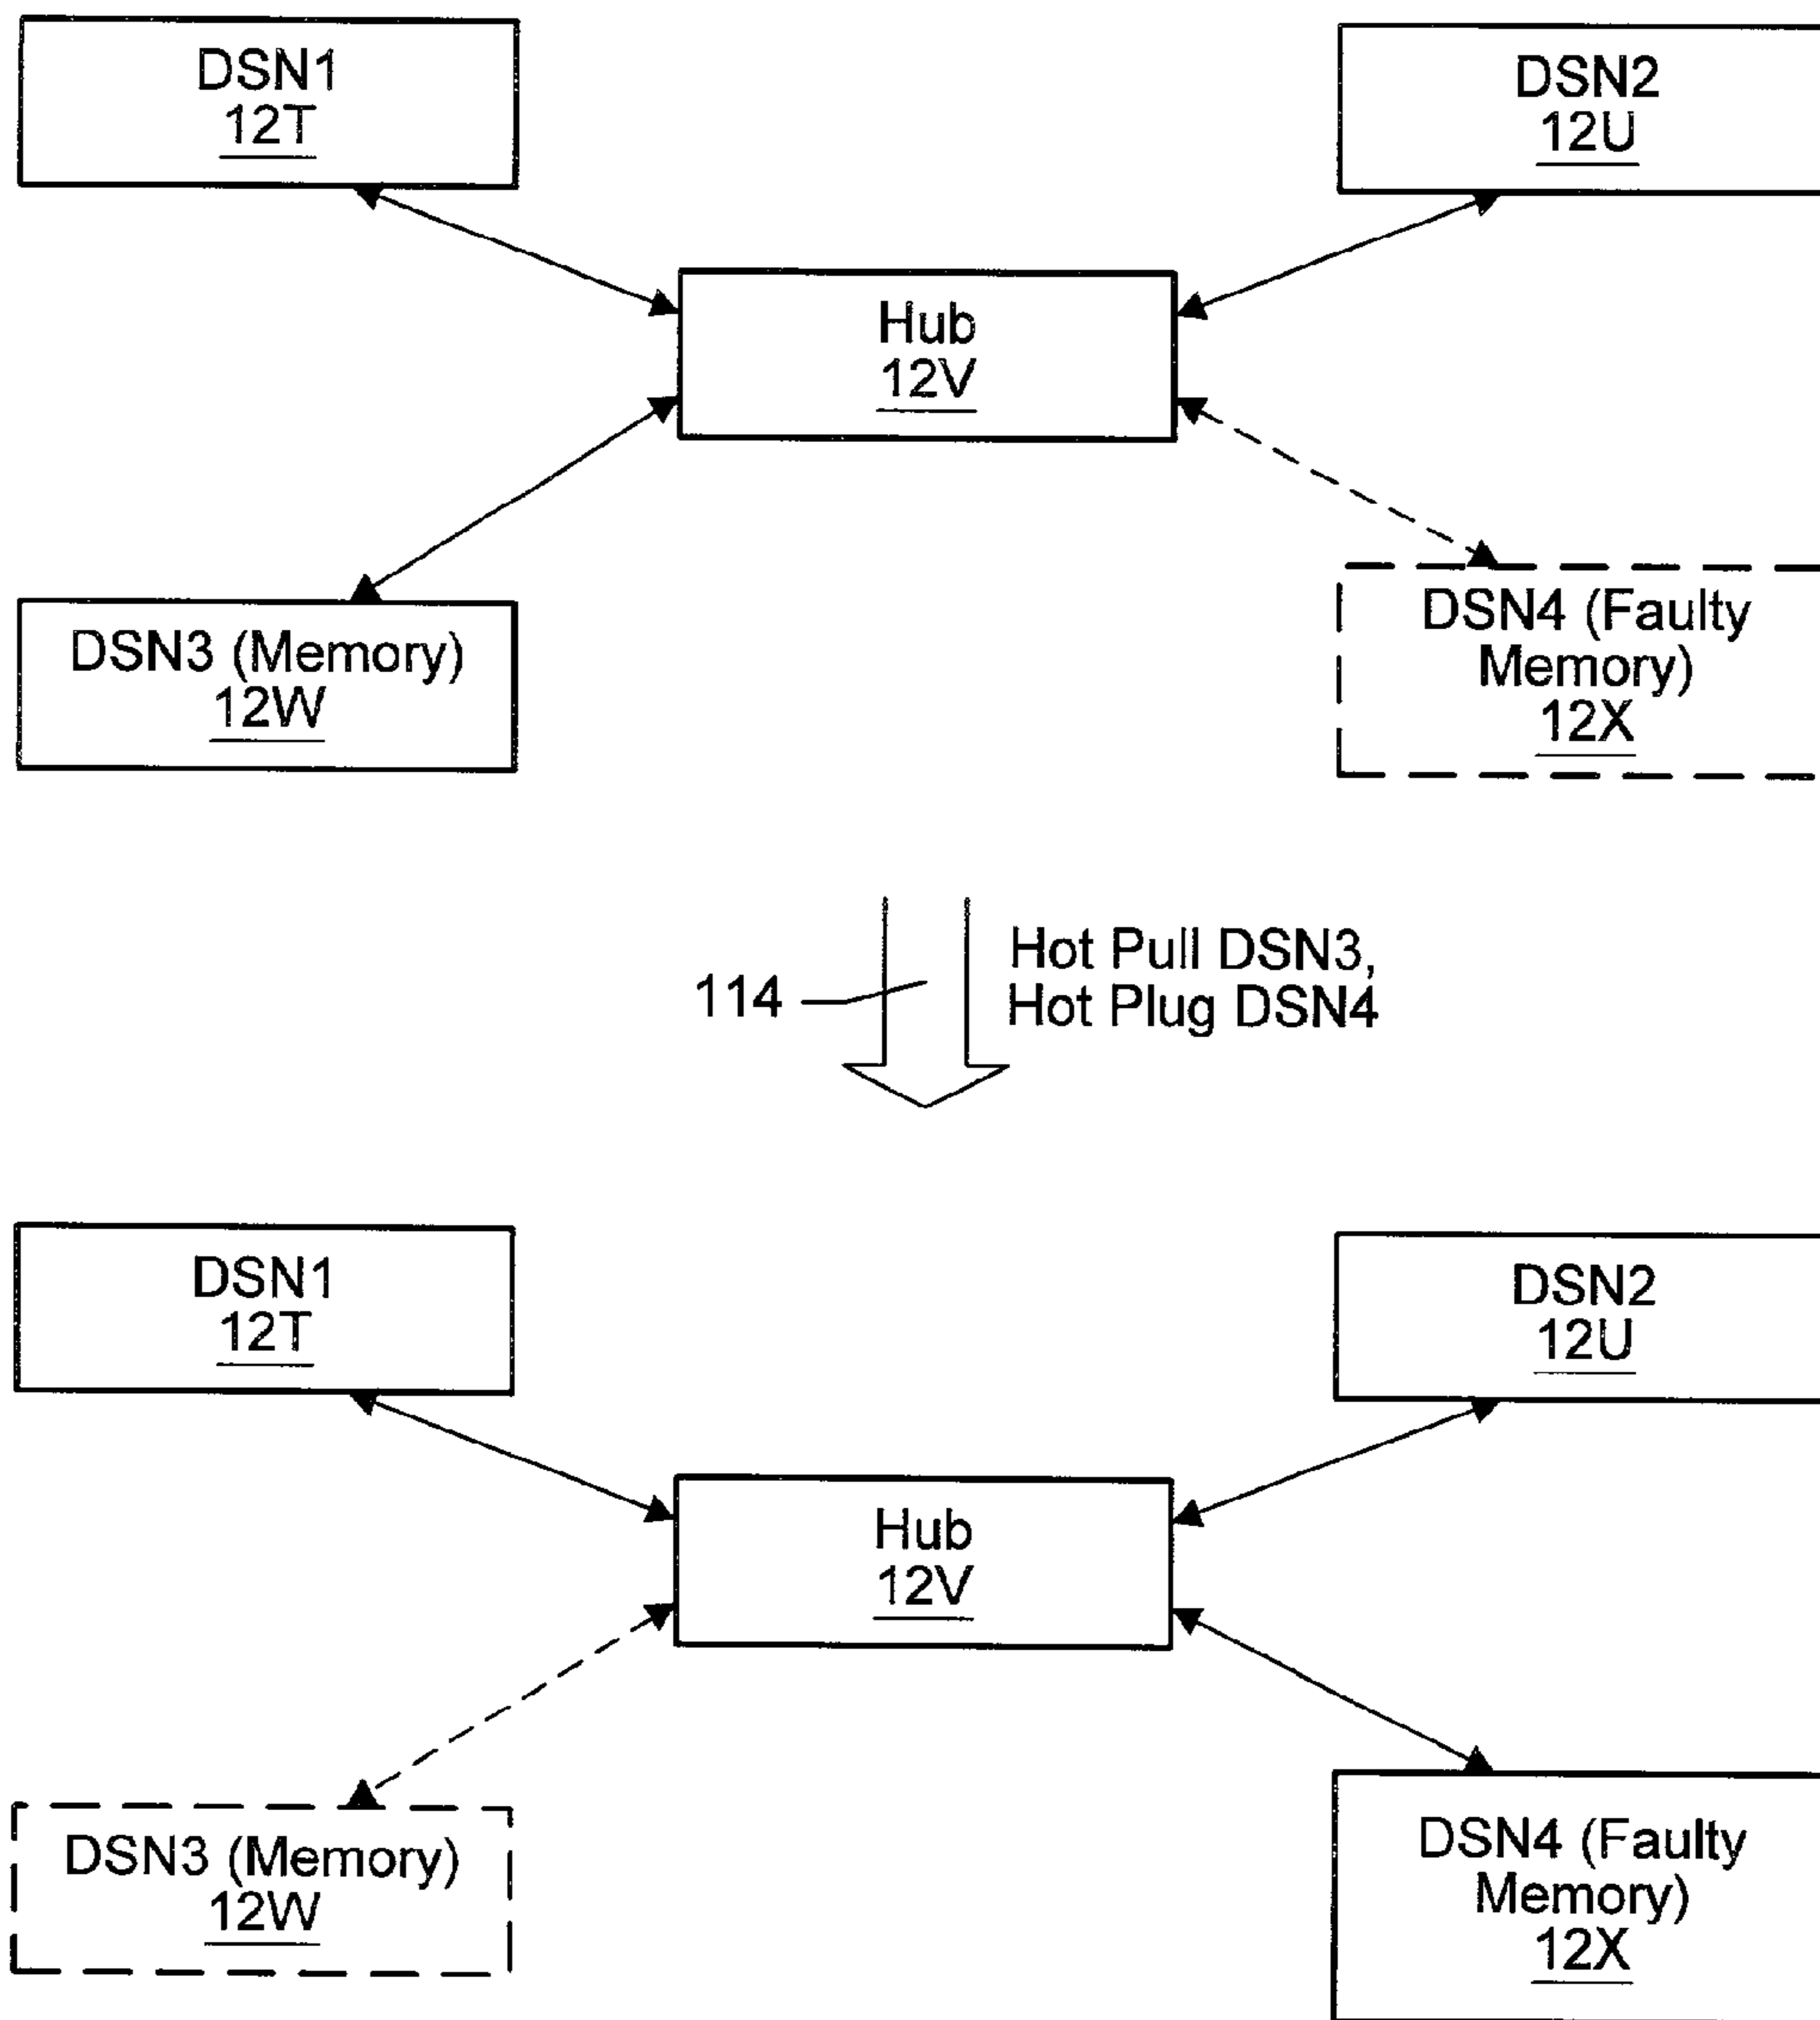 DSN1
12T
DSN2
12U
Hub
12V
DSN3 (Memory)
12W
DSN4 (Faulty
Memory)
12X
114
Hot Pull DSN3,
Hot Plug DSN4
DSN1
12T
DSN2
12U
Hub
12V
DSN3 (Memory)
12W
DSN4 (Faulty
Memory)
12X